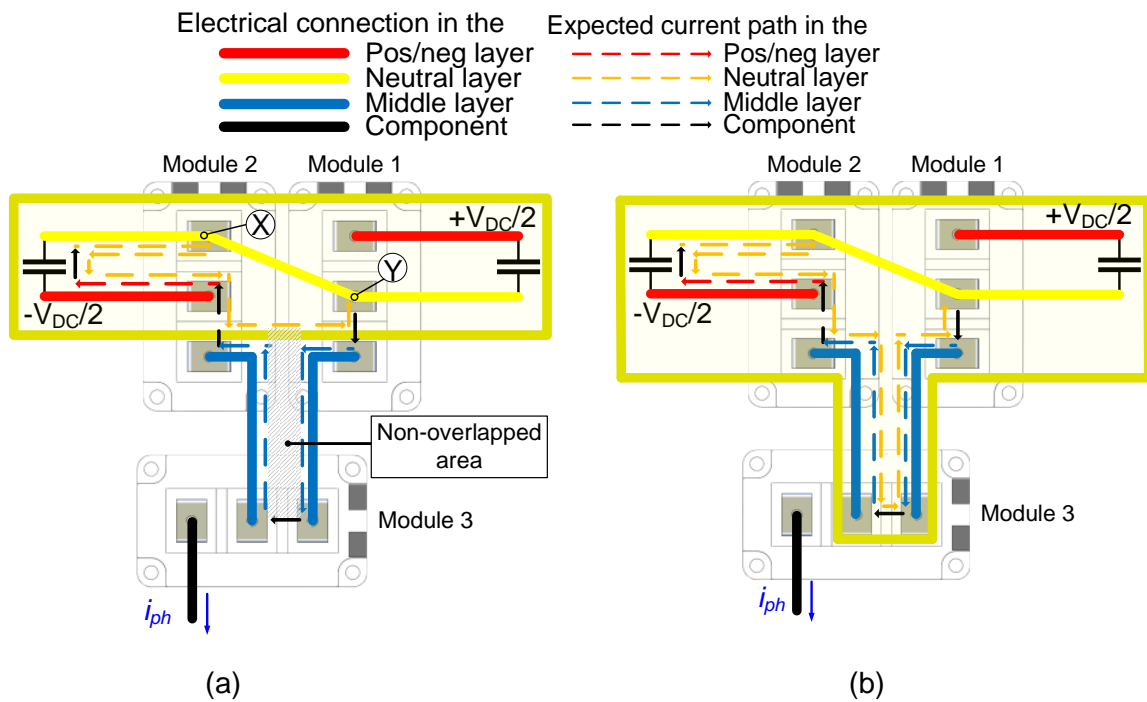 Electrical connection in the
Pos/neg layer
Neutral layer
Middle layer
Component
Expected current path in the
Pos/neg layer
Neutral layer
Middle layer
Component
Module 2
Module 1
X
Y
+VDC/2
-VDC/2
Non-overlapped
area
Module 3
iph
(a)
Module 2
Module 1
+VDC/2
-VDC/2
Module 3
iph
(b)